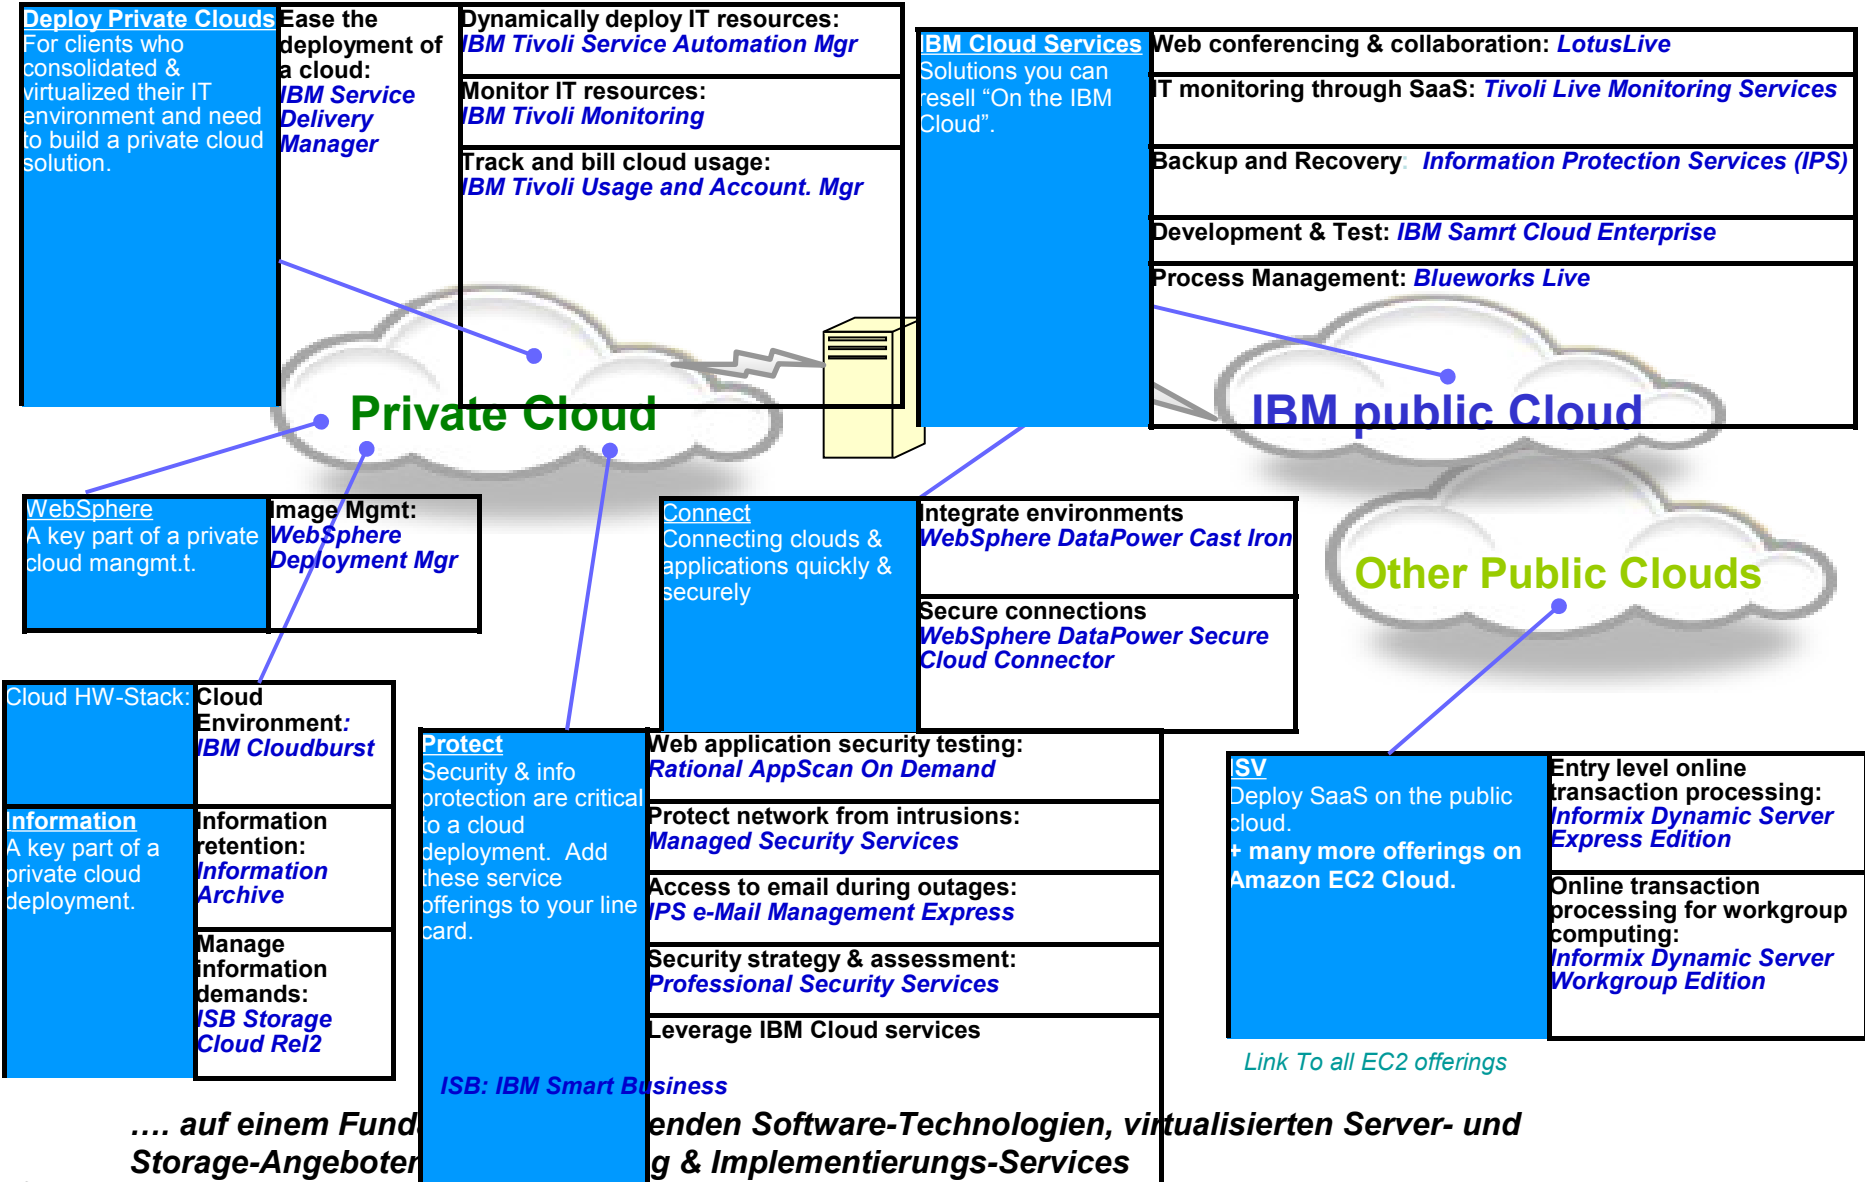 Deploy Private Clouds
For clients who
consolidated &
virtualized their IT
environment and need
to build a private cloud
solution.
Ease the
deployment of
a cloud:
IBM Service
Delivery
Manager
Dynamically deploy IT resources:
IBM Tivoli Service Automation Mgr
Monitor IT resources:
IBM Tivoli Monitoring
Track and bill cloud usage:
IBM Tivoli Usage and Account. Mgr
IBM Cloud Services
Solutions you can
resell “On the IBM
Cloud”.
Web conferencing & collaboration: LotusLive
IT monitoring through SaaS: Tivoli Live Monitoring Services
Backup and Recovery: Information Protection Services (IPS)
Development & Test: IBM Samrt Cloud Enterprise
Process Management: Blueworks Live
Private Cloud
IBM public Cloud
Other Public Clouds
WebSphere
A key part of a private
cloud mangmt.t.
Image Mgmt:
WebSphere
Deployment Mgr
Connect
Connecting clouds &
applications quickly &
securely
Integrate environments
WebSphere DataPower Cast Iron
Secure connections
WebSphere DataPower Secure
Cloud Connector
Cloud HW-Stack:
Cloud
Environment:
IBM Cloudburst
Information
A key part of a
private cloud
deployment.
Information
retention:
Information
Archive
Manage
information
demands:
ISB Storage
Cloud Rel2
Protect
Security & info
protection are critical
to a cloud
deployment. Add
these service
offerings to your line
card.
Web application security testing:
Rational AppScan On Demand
Protect network from intrusions:
Managed Security Services
Access to email during outages:
IPS e-Mail Management Express
Security strategy & assessment:
Professional Security Services
Leverage IBM Cloud services
ISV
Deploy SaaS on the public
cloud.
+ many more offerings on
Amazon EC2 Cloud.
Entry level online
transaction processing:
Informix Dynamic Server
Express Edition
Online transaction
processing for workgroup
computing:
Informix Dynamic Server
Workgroup Edition
Link To all EC2 offerings
ISB: IBM Smart Business
…. auf einem Software-Technologien, virtualisierten Server- und
& Implementierungs-Services